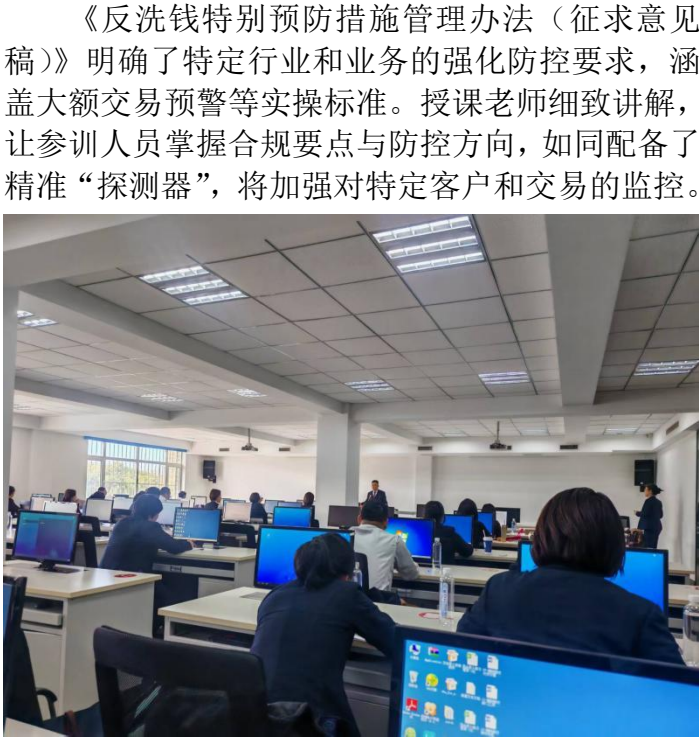 《反洗钱特别预防措施管理办法（征求意见
稿）》明确了特定行业和业务的强化防控要求，涵
盖大额交易预警等实操标准。授课老师细致讲解，
让参训人员掌握合规要点与防控方向，如同配备了
精准“探测器”，将加强对特定客户和交易的监控。